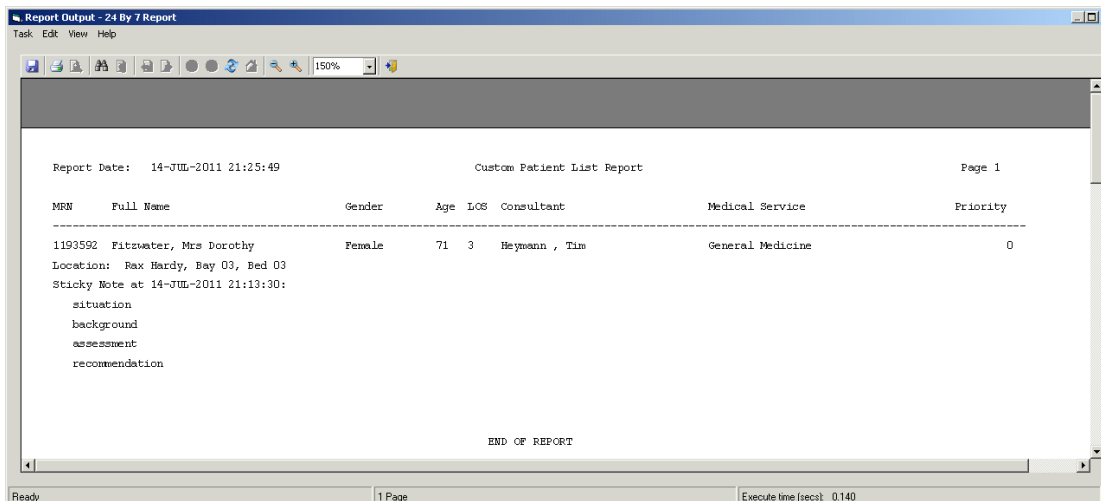 Report Output - 24 By 7 Report
Task Edit View Help
150%
Report Date: 14-JUL-2011 21:25:49 Custom Patient List Report Page 1
MRN Full Name Gender Age LOS Consultant Medical Service Priority
1193592 Fitzwater, Mrs Dorothy Female 71 3 Heymann , Tim General Medicine 0
Location: Rax Hardy, Bay 03, Bed 03
Sticky Note at 14-JUL-2011 21:13:30:
situation
background
assessment
recommendation
END OF REPORT
Ready 1 Page Execute time (secs): 0.140